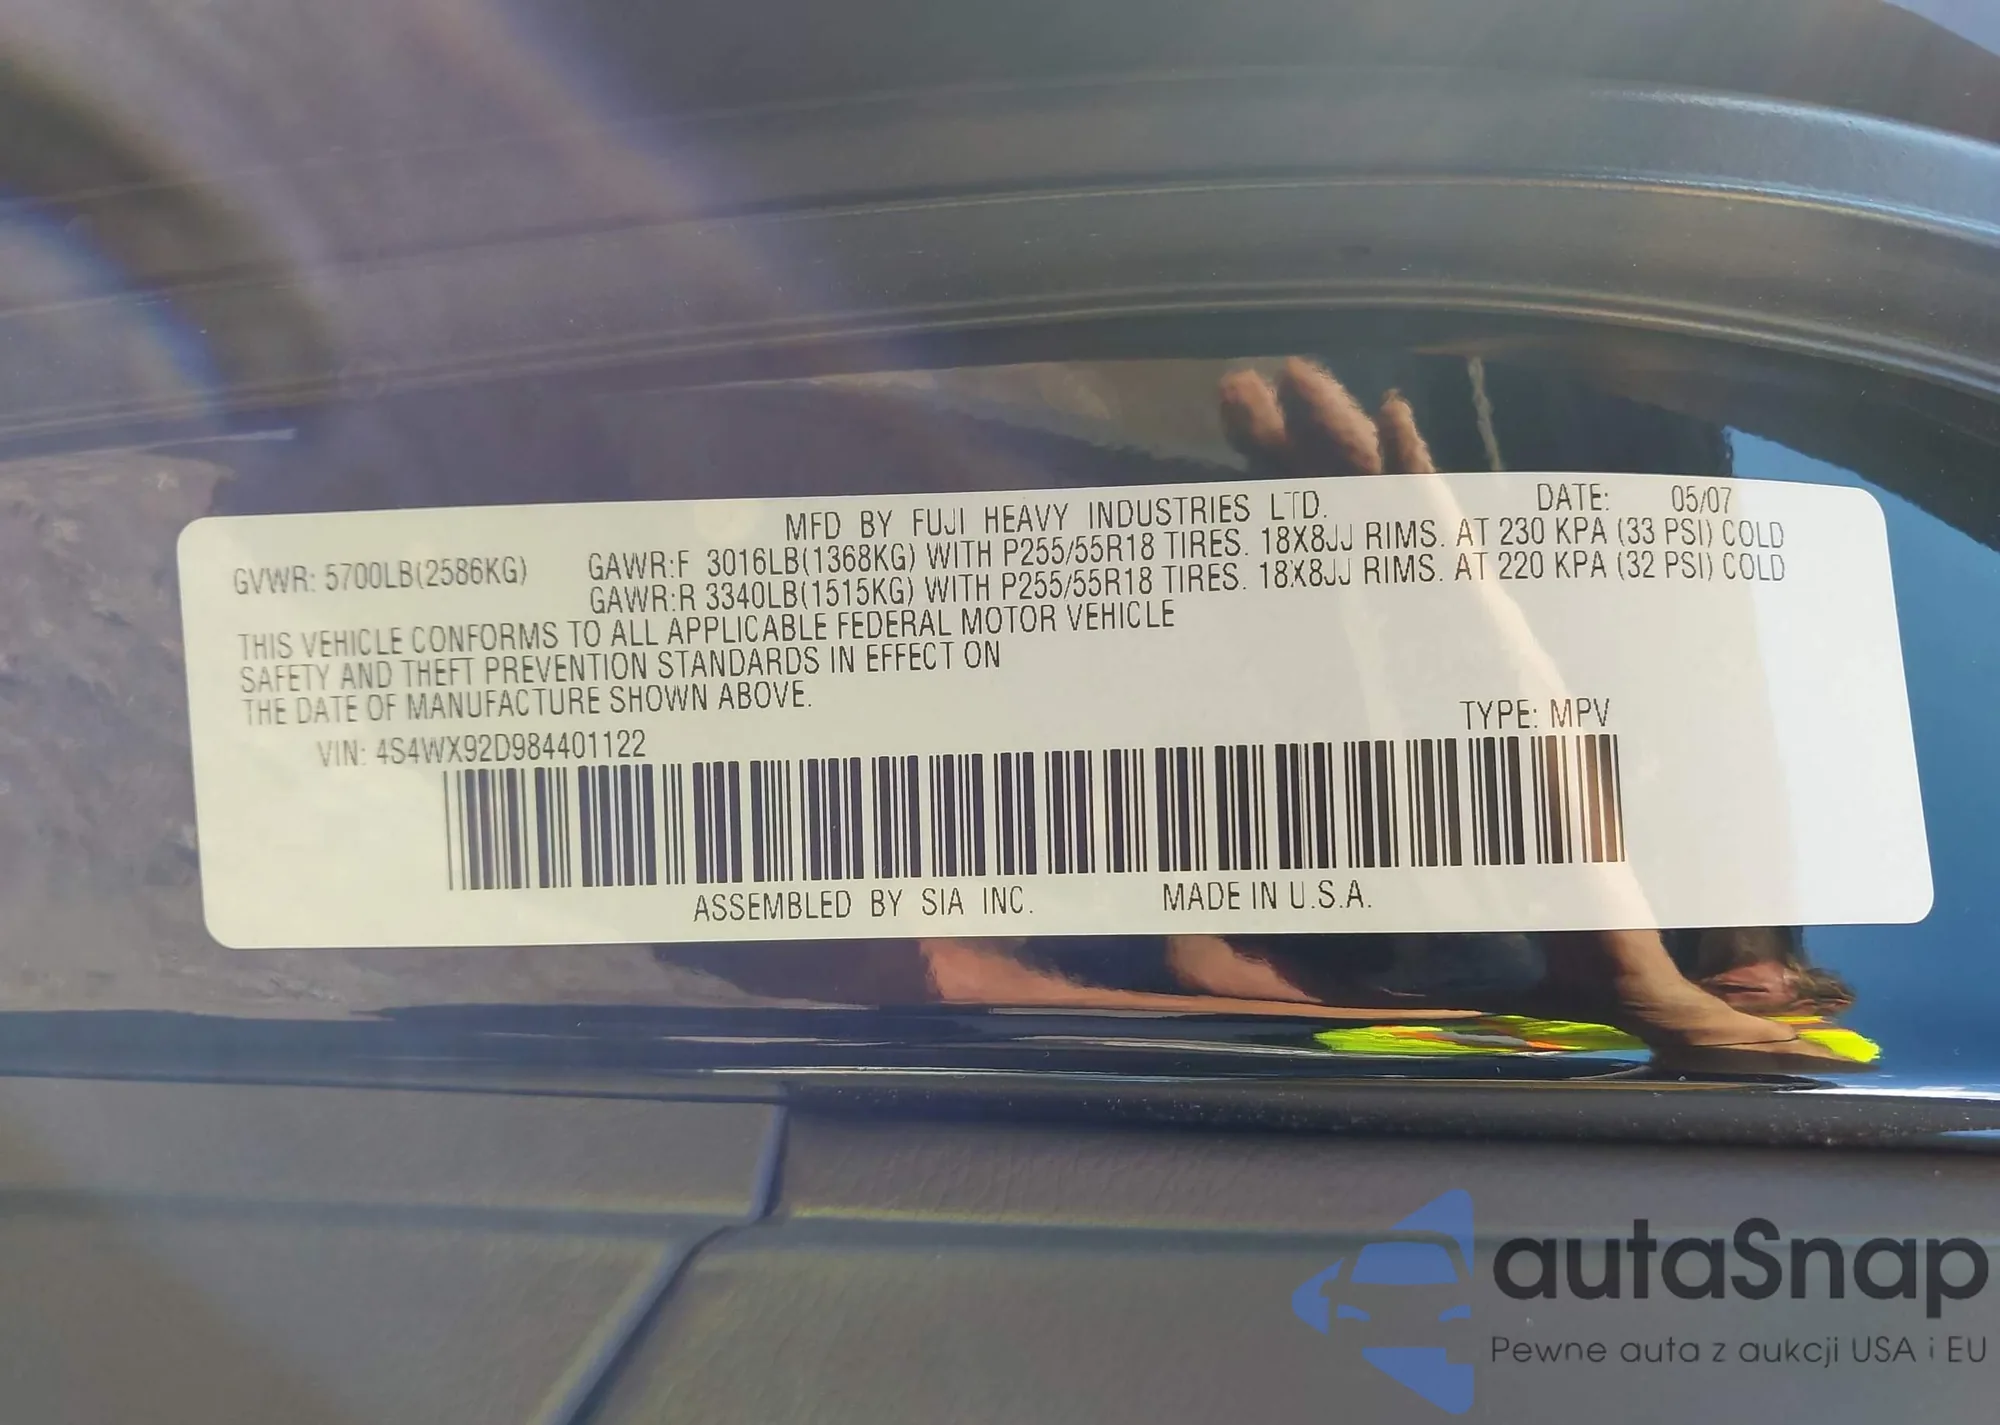 MFD BY FUJI HEAVY INDUSTRIES LTD. DATE: 05/07
GVWR: 5700LB(2586KG) GAWR:F 3016LB(1368KG) WITH P255/55R18 TIRES. 18X8JJ RIMS. AT 230 KPA (33 PSI) COLD
GAWR:R 3340LB(1515KG) WITH P255/55R18 TIRES. 18X8JJ RIMS. AT 220 KPA (32 PSI) COLD
THIS VEHICLE CONFORMS TO ALL APPLICABLE FEDERAL MOTOR VEHICLE
SAFETY AND THEFT PREVENTION STANDARDS IN EFFECT ON
THE DATE OF MANUFACTURE SHOWN ABOVE.
VIN: 4S4WX92D984401122 TYPE: MPV
ASSEMBLED BY SIA INC. MADE IN U.S.A.
autaSnap
Pewne auta z aukcji USA i EU